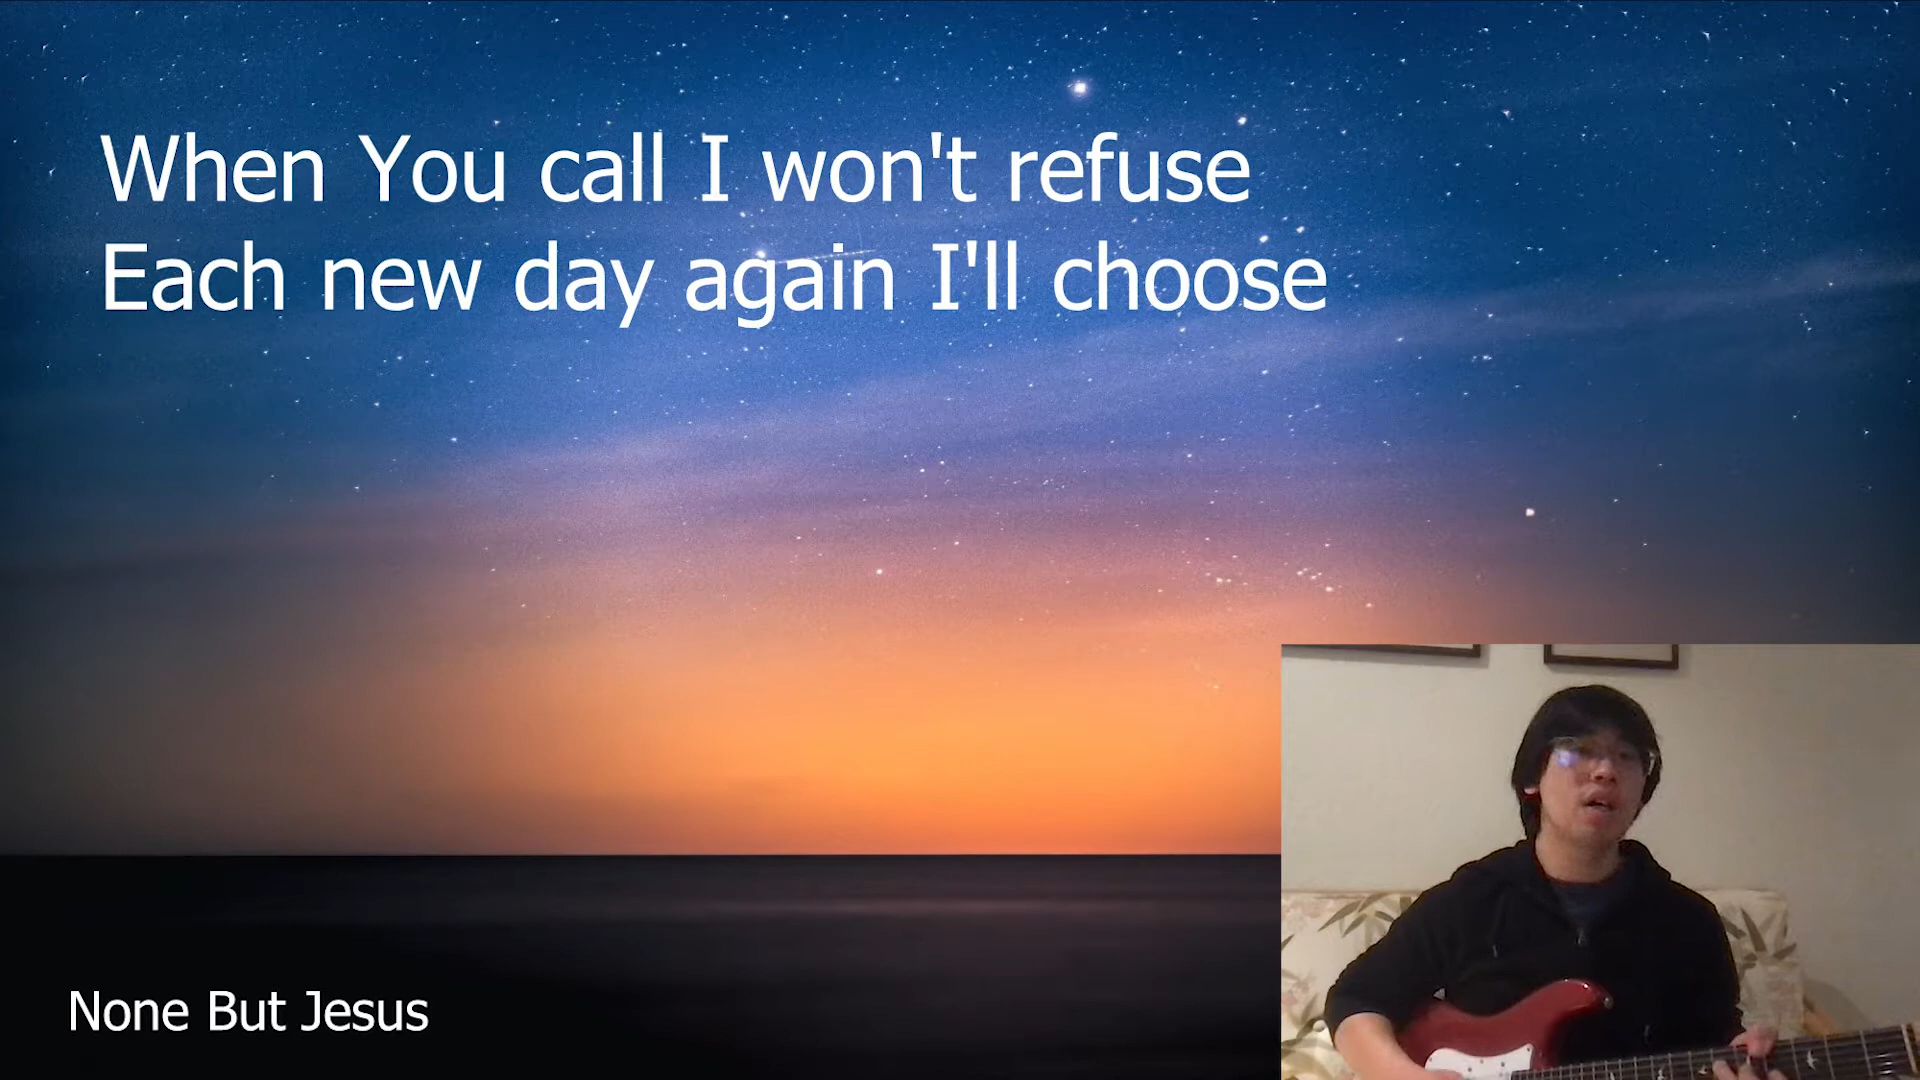 When You call I won't refuse
Each new day again I'll choose
None But Jesus